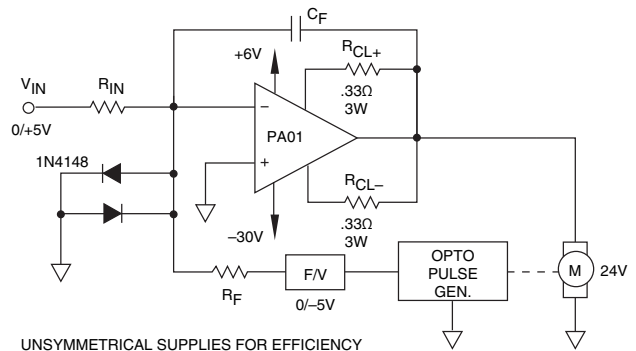 C_F
+6V
R_CL+
.33Ω
3W
V_IN
R_IN
0/+5V
–
PA01
+
1N4148
–30V
R_CL–
.33Ω
3W
R_F
F/V
0/–5V
OPTO
PULSE
GEN.
M
24V
UNSYMMETRICAL SUPPLIES FOR EFFICIENCY